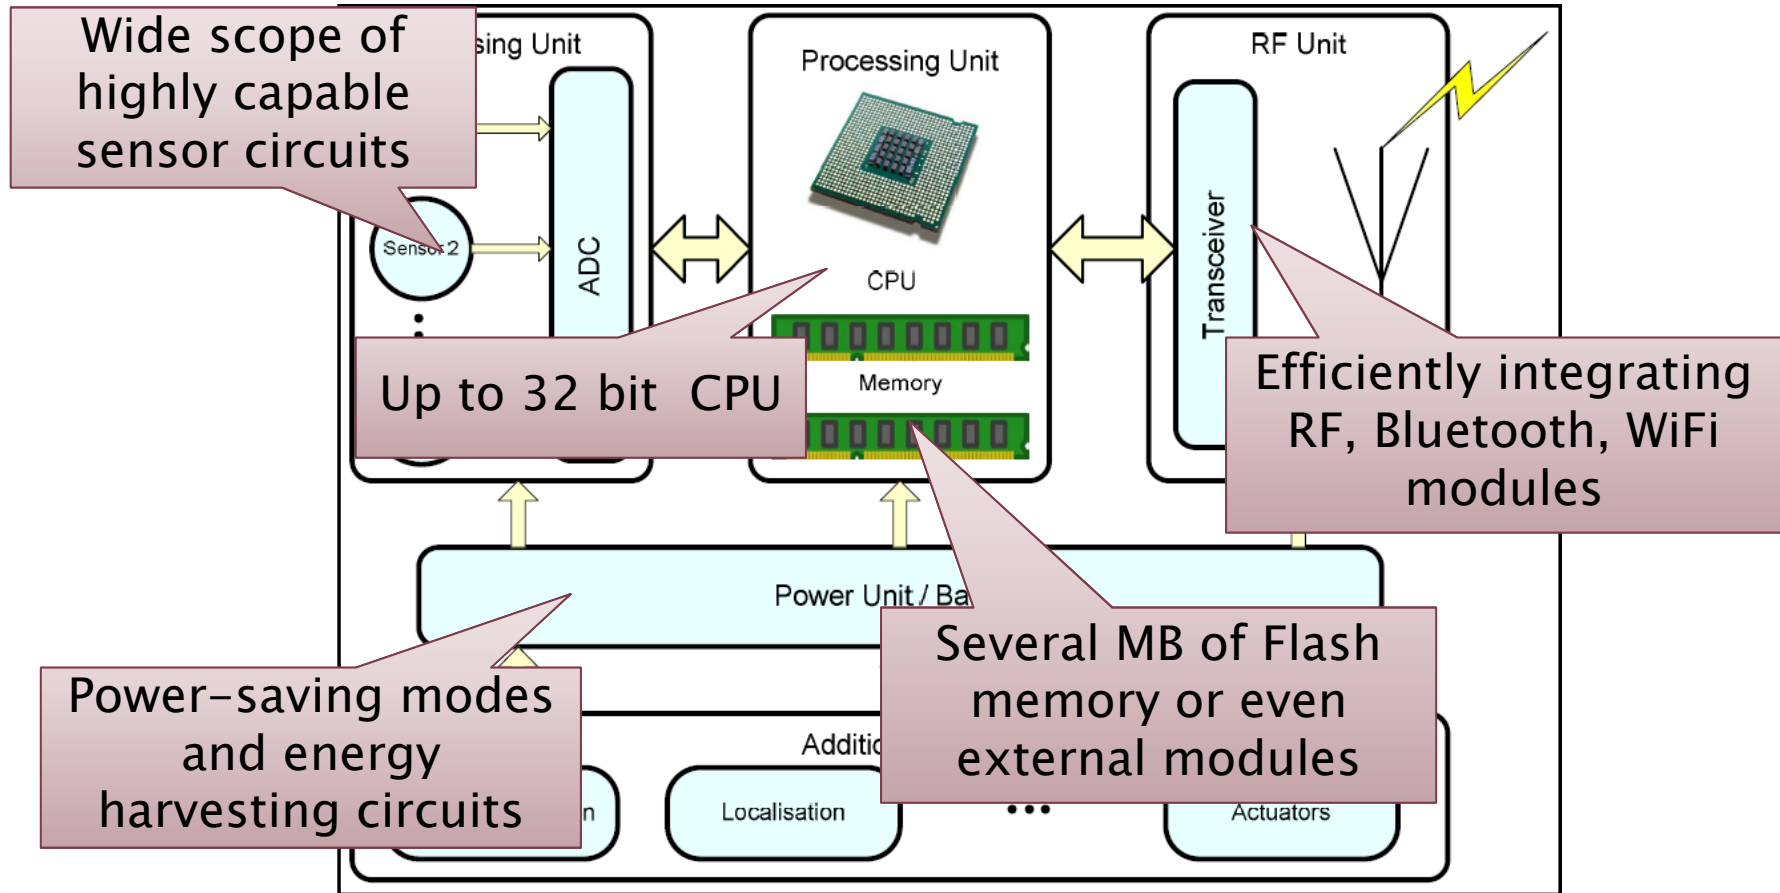 Wide scope of
highly capable
sensor circuits
sing Unit
Processing Unit
RF Unit
Sensor 2
ADC
CPU
Transceiver
Up to 32 bit  CPU
Memory
Efficiently integrating
RF, Bluetooth, WiFi
modules
Power Unit / Ba
Several MB of Flash
memory or even
external modules
Power-saving modes
and energy
harvesting circuits
Additic
n
Localisation
Actuators